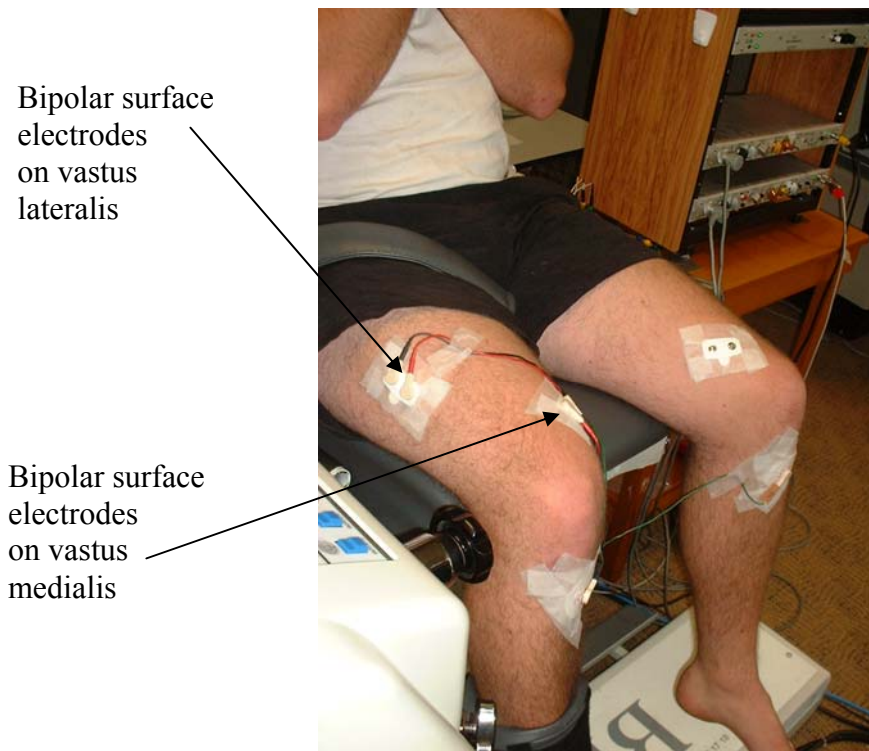 Bipolar surface
electrodes
on vastus
lateralis
Bipolar surface
electrodes
on vastus
medialis
B